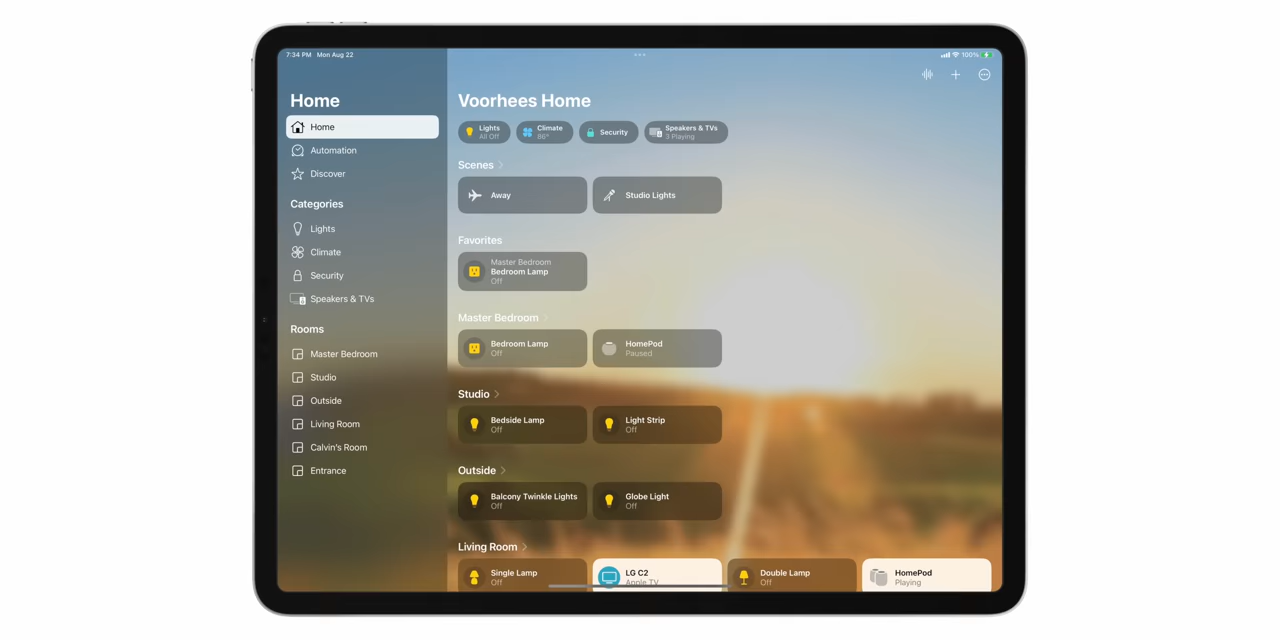 7:34 PM Mon Aug 22
100%
Home
Home
Automation
Discover
Categories
Lights
Climate
Security
Speakers & TVs
Rooms
Master Bedroom
Studio
Outside
Living Room
Calvin's Room
Entrance
Voorhees Home
Lights
All Off
Climate
86°
Security
Speakers & TVs
3 Playing
Scenes
Away
Studio Lights
Favorites
Master Bedroom
Bedroom Lamp
Off
Master Bedroom
Bedroom Lamp
Off
HomePod
Paused
Studio
Bedside Lamp
Off
Light Strip
Off
Outside
Balcony Twinkle Lights
Off
Globe Light
Off
Living Room
Single Lamp
Off
LG C2
Apple TV
Double Lamp
Off
HomePod
Playing